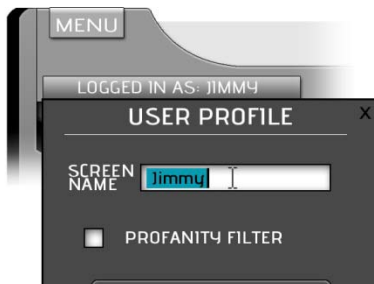 MENU
LOGGED IN AS: JIMMY
USER PROFILE
X
SCREEN
NAME
Jimmy
PROFANITY FILTER